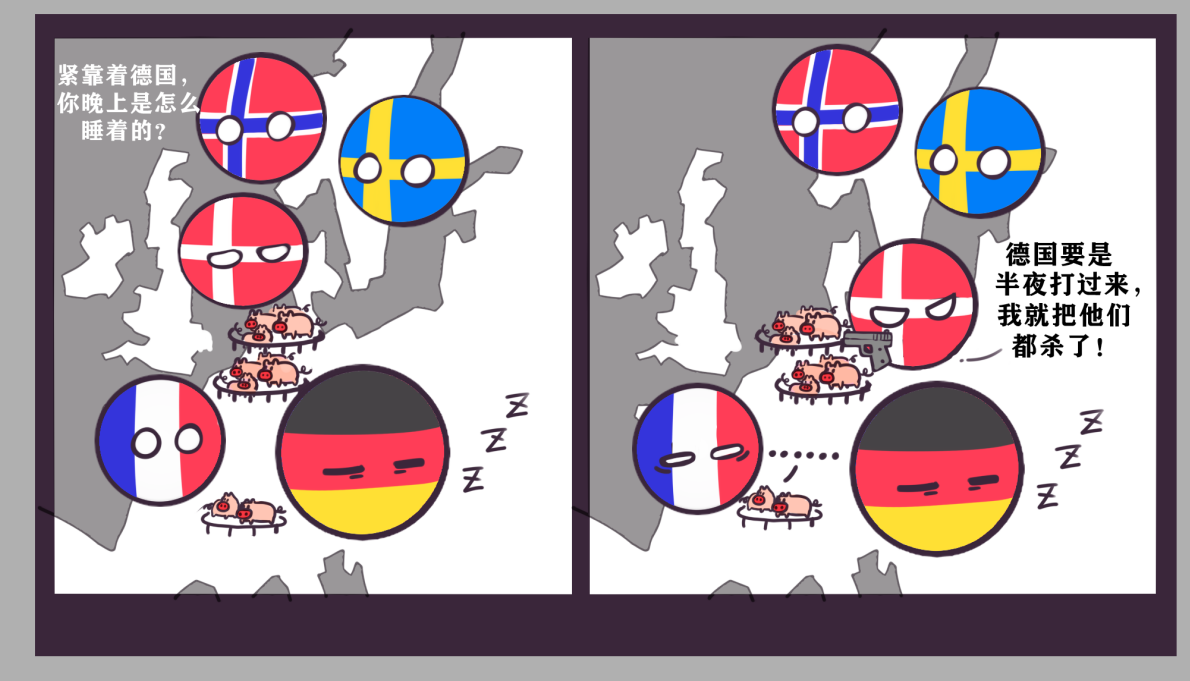 紧靠着德国，
你晚上是怎么
睡着的？
Z
Z
Z
德国要是
半夜打过来，
我就把他们
都杀了！
......
Z
Z
Z